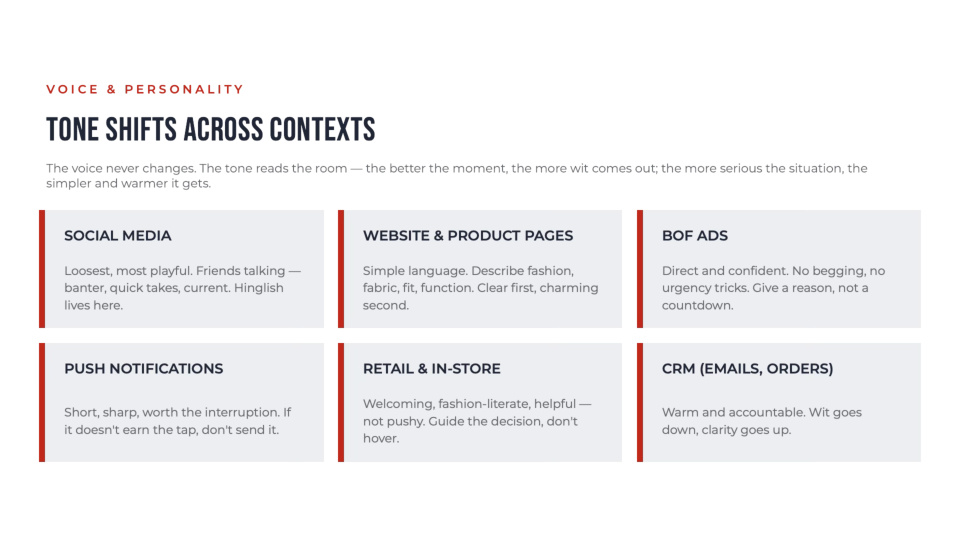 VOICE & PERSONALITY
TONE SHIFTS ACROSS CONTEXTS
The voice never changes. The tone reads the room — the better the moment, the more wit comes out; the more serious the situation, the
simpler and warmer it gets.
SOCIAL MEDIA
Loosest, most playful. Friends talking —
banter, quick takes, current. Hinglish
lives here.
WEBSITE & PRODUCT PAGES
Simple language. Describe fashion,
fabric, fit, function. Clear first, charming
second.
BOF ADS
Direct and confident. No begging, no
urgency tricks. Give a reason, not a
countdown.
PUSH NOTIFICATIONS
Short, sharp, worth the interruption. If
it doesn't earn the tap, don't send it.
RETAIL & IN-STORE
Welcoming, fashion-literate, helpful —
not pushy. Guide the decision, don't
hover.
CRM (EMAILS, ORDERS)
Warm and accountable. Wit goes
down, clarity goes up.